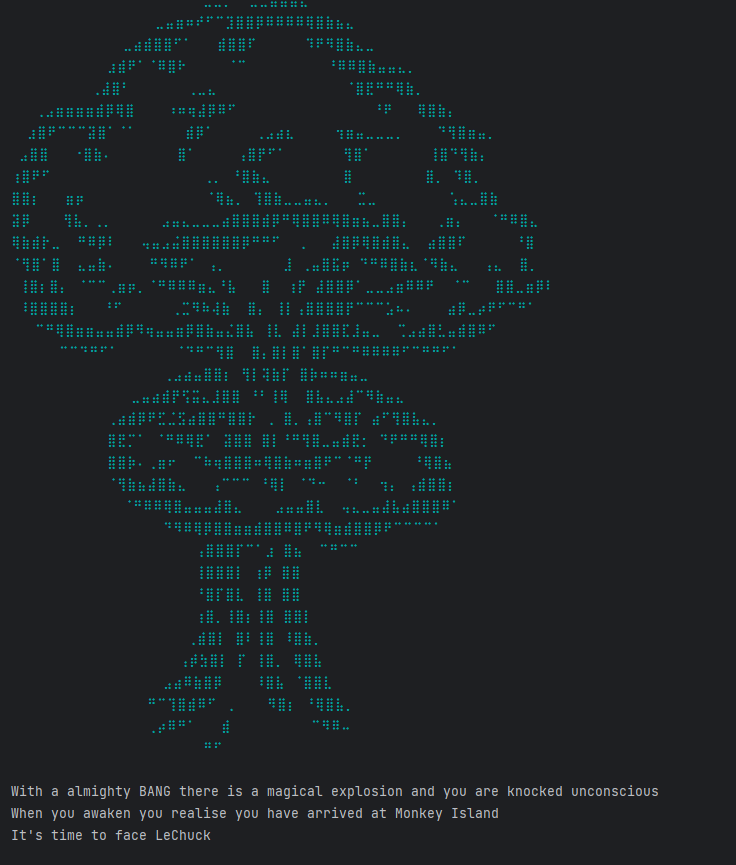 With a almighty BANG there is a magical explosion and you are knocked unconscious
When you awaken you realise you have arrived at Monkey Island
It's time to face LeChuck